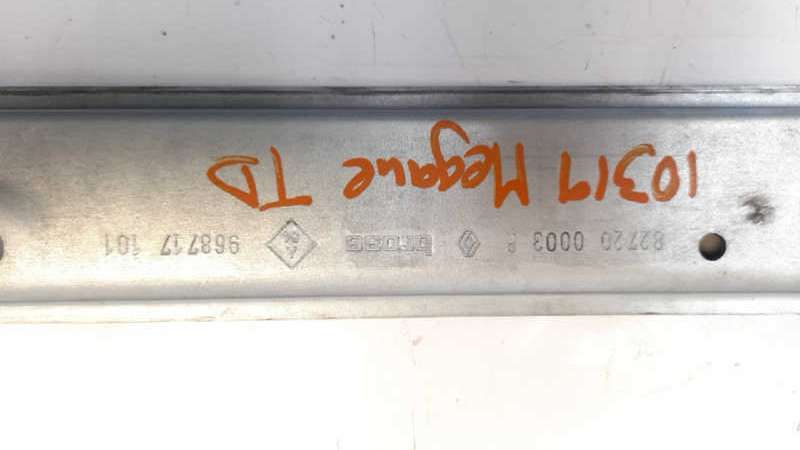 82720 0003 R brose 968717 101
10319 Megane TD